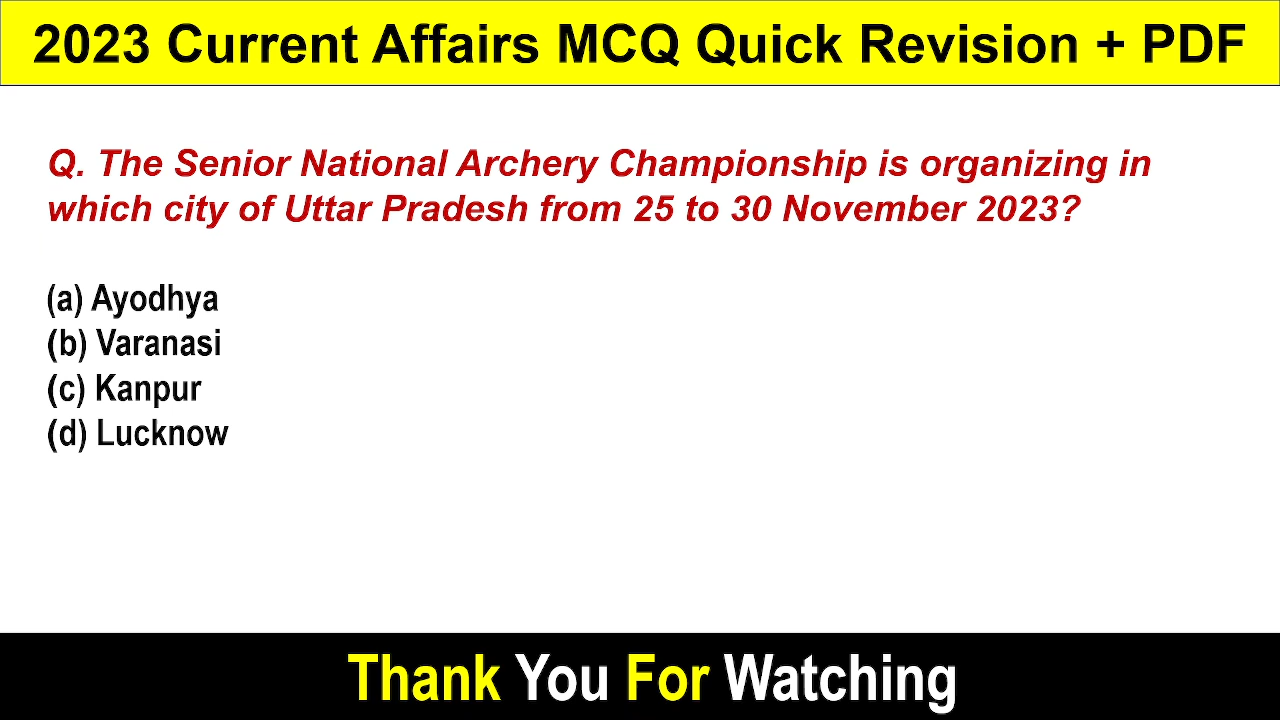 2023 Current Affairs MCQ Quick Revision + PDF
Q. The Senior National Archery Championship is organizing in
which city of Uttar Pradesh from 25 to 30 November 2023?
(a) Ayodhya
(b) Varanasi
(c) Kanpur
(d) Lucknow
Thank You For Watching